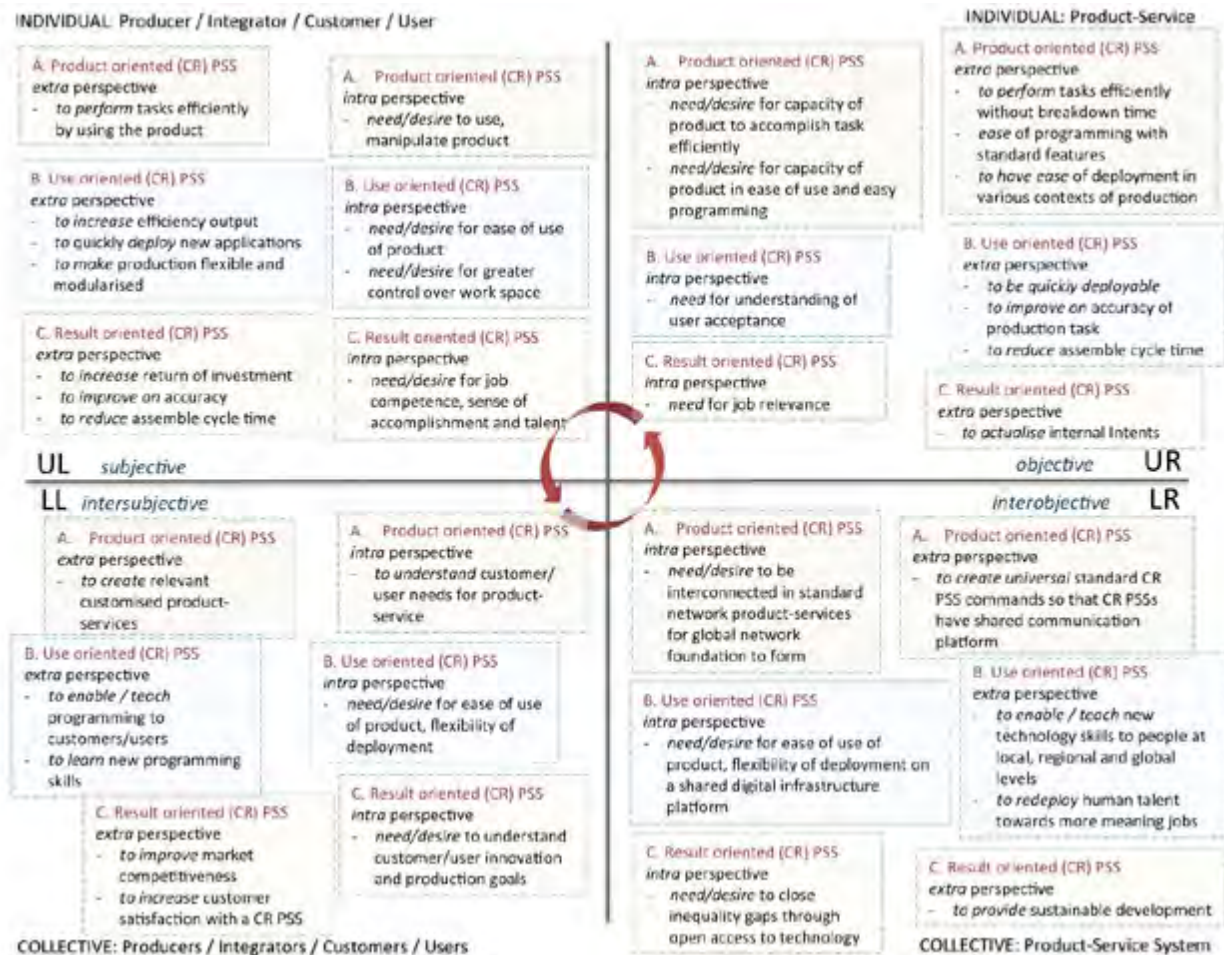 INDIVIDUAL: Producer / Integrator / Customer / User
A. Product oriented (CR) PSS
extra perspective
- to perform tasks efficiently
by using the product
A. Product oriented (CR) PSS
intra perspective
- need/desire to use,
manipulate product
B. Use oriented (CR) PSS
extra perspective
- to increase efficiency output
- to quickly deploy new applications
- to make production flexible and
modularised
B. Use oriented (CR) PSS
intra perspective
- need/desire for ease of use
of product
- need/desire for greater
control over work space
C. Result oriented (CR) PSS
extra perspective
- to increase return of investment
- to improve on accuracy
- to reduce assemble cycle time
C. Result oriented (CR) PSS
intra perspective
- need/desire for job
competence, sense of
accomplishment and talent
UL subjective
INDIVIDUAL: Product-Service
A. Product oriented (CR) PSS
intra perspective
- need/desire for capacity of
product to accomplish task
efficiently
- need/desire for capacity of
product in ease of use and easy
programming
A. Product oriented (CR) PSS
extra perspective
- to perform tasks efficiently
without breakdown time
- ease of programming with
standard features
- to have ease of deployment in
various contexts of production
B. Use oriented (CR) PSS
intra perspective
- need for understanding of
user acceptance
B. Use oriented (CR) PSS
extra perspective
- to be quickly deployable
- to improve on accuracy of
production task
- to reduce assemble cycle time
C. Result oriented (CR) PSS
intra perspective
- need for job relevance
C. Result oriented (CR) PSS
extra perspective
- to actualise internal Intents
objective UR
LL intersubjective
A. Product oriented (CR) PSS
extra perspective
- to create relevant
customised product-
services
A. Product oriented (CR) PSS
intra perspective
- to understand customer/
user needs for product-
service
B. Use oriented (CR) PSS
extra perspective
- to enable / teach
programming to
customers/users
- to learn new programming
skills
B. Use oriented (CR) PSS
intra perspective
- need/desire for ease of use
of product, flexibility of
deployment
C. Result oriented (CR) PSS
extra perspective
- to improve market
competitiveness
- to increase customer
satisfaction with a CR PSS
C. Result oriented (CR) PSS
intra perspective
- need/desire to understand
customer/user innovation
and production goals
COLLECTIVE: Producers / Integrators / Customers / Users
interobjective LR
A. Product oriented (CR) PSS
intra perspective
- need/desire to be
interconnected in standard
network product-services
for global network
foundation to form
A. Product oriented (CR) PSS
extra perspective
- to create universal standard CR
PSS commands so that CR PSSs
have shared communication
platform
B. Use oriented (CR) PSS
intra perspective
- need/desire for ease of use of
product, flexibility of deployment on
a shared digital infrastructure
platform
B. Use oriented (CR) PSS
extra perspective
- to enable / teach new
technology skills to people at
local, regional and global
levels
- to redeploy human talent
towards more meaning jobs
C. Result oriented (CR) PSS
intra perspective
- need/desire to close
inequality gaps through
open access to technology
C. Result oriented (CR) PSS
extra perspective
- to provide sustainable development
COLLECTIVE: Product-Service System